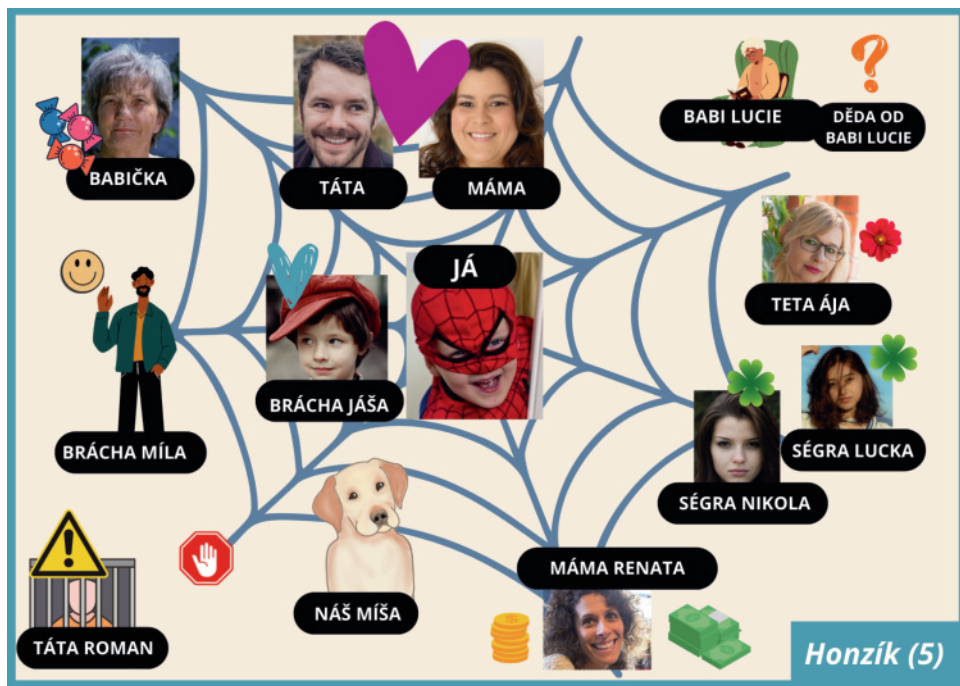 BABIČKA
TÁTA
MÁMA
BABI LUCIE
DĚDA OD
BABI LUCIE
JÁ
TETA ÁJA
BRÁCHA JÁŠA
BRÁCHA MÍLA
SÉGRA LUCKA
SÉGRA NIKOLA
MÁMA RENATA
NÁŠ MÍŠA
TÁTA ROMAN
Honzík (5)